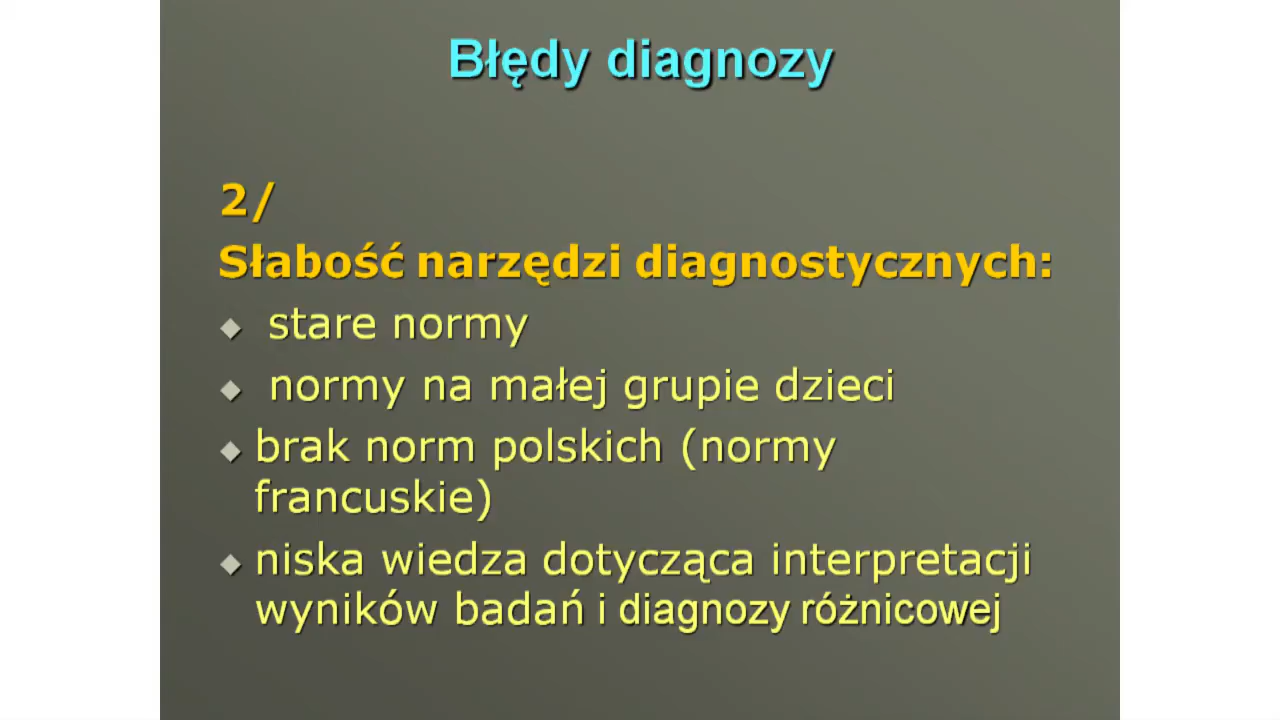 Błędy diagnozy
2/
Słabość narzędzi diagnostycznych:
stare normy
normy na małej grupie dzieci
brak norm polskich (normy
francuskie)
niska wiedza dotycząca interpretacji
wyników badań i diagnozy różnicowej